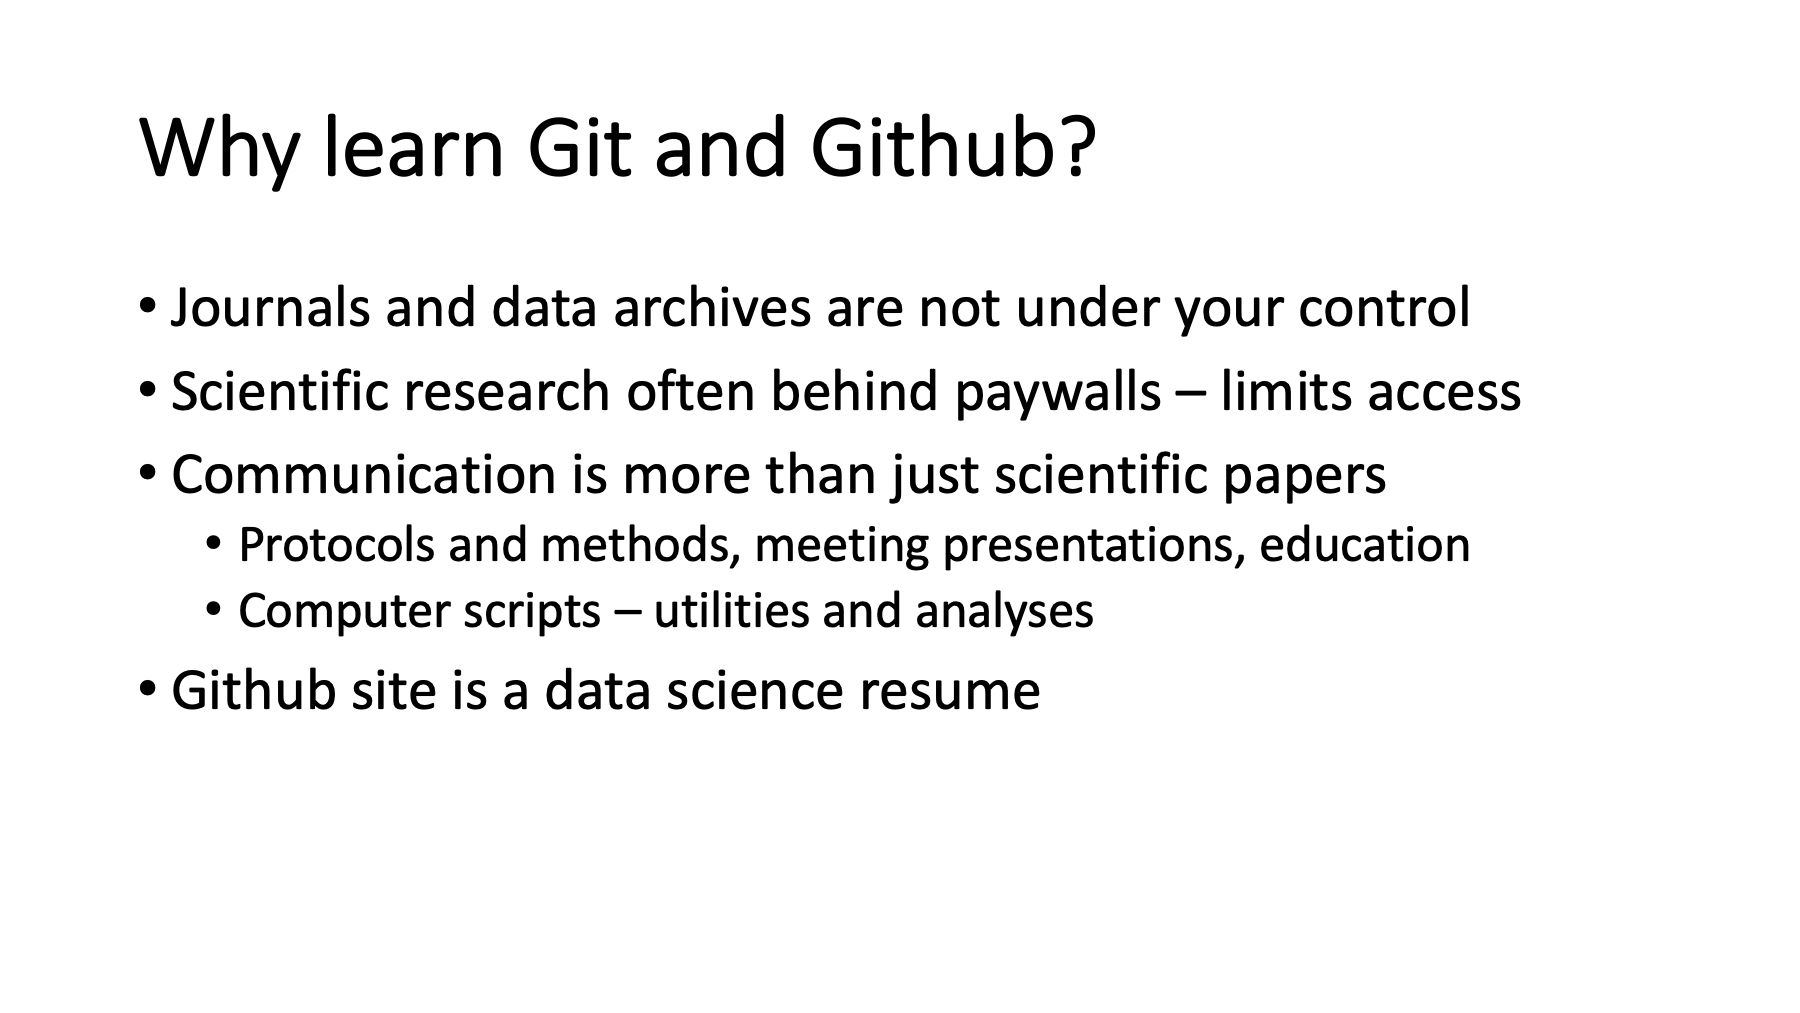 Why learn Git and Github?
• Journals and data archives are not under your control
• Scientific research often behind paywalls – limits access
• Communication is more than just scientific papers
• Protocols and methods, meeting presentations, education
• Computer scripts – utilities and analyses
• Github site is a data science resume